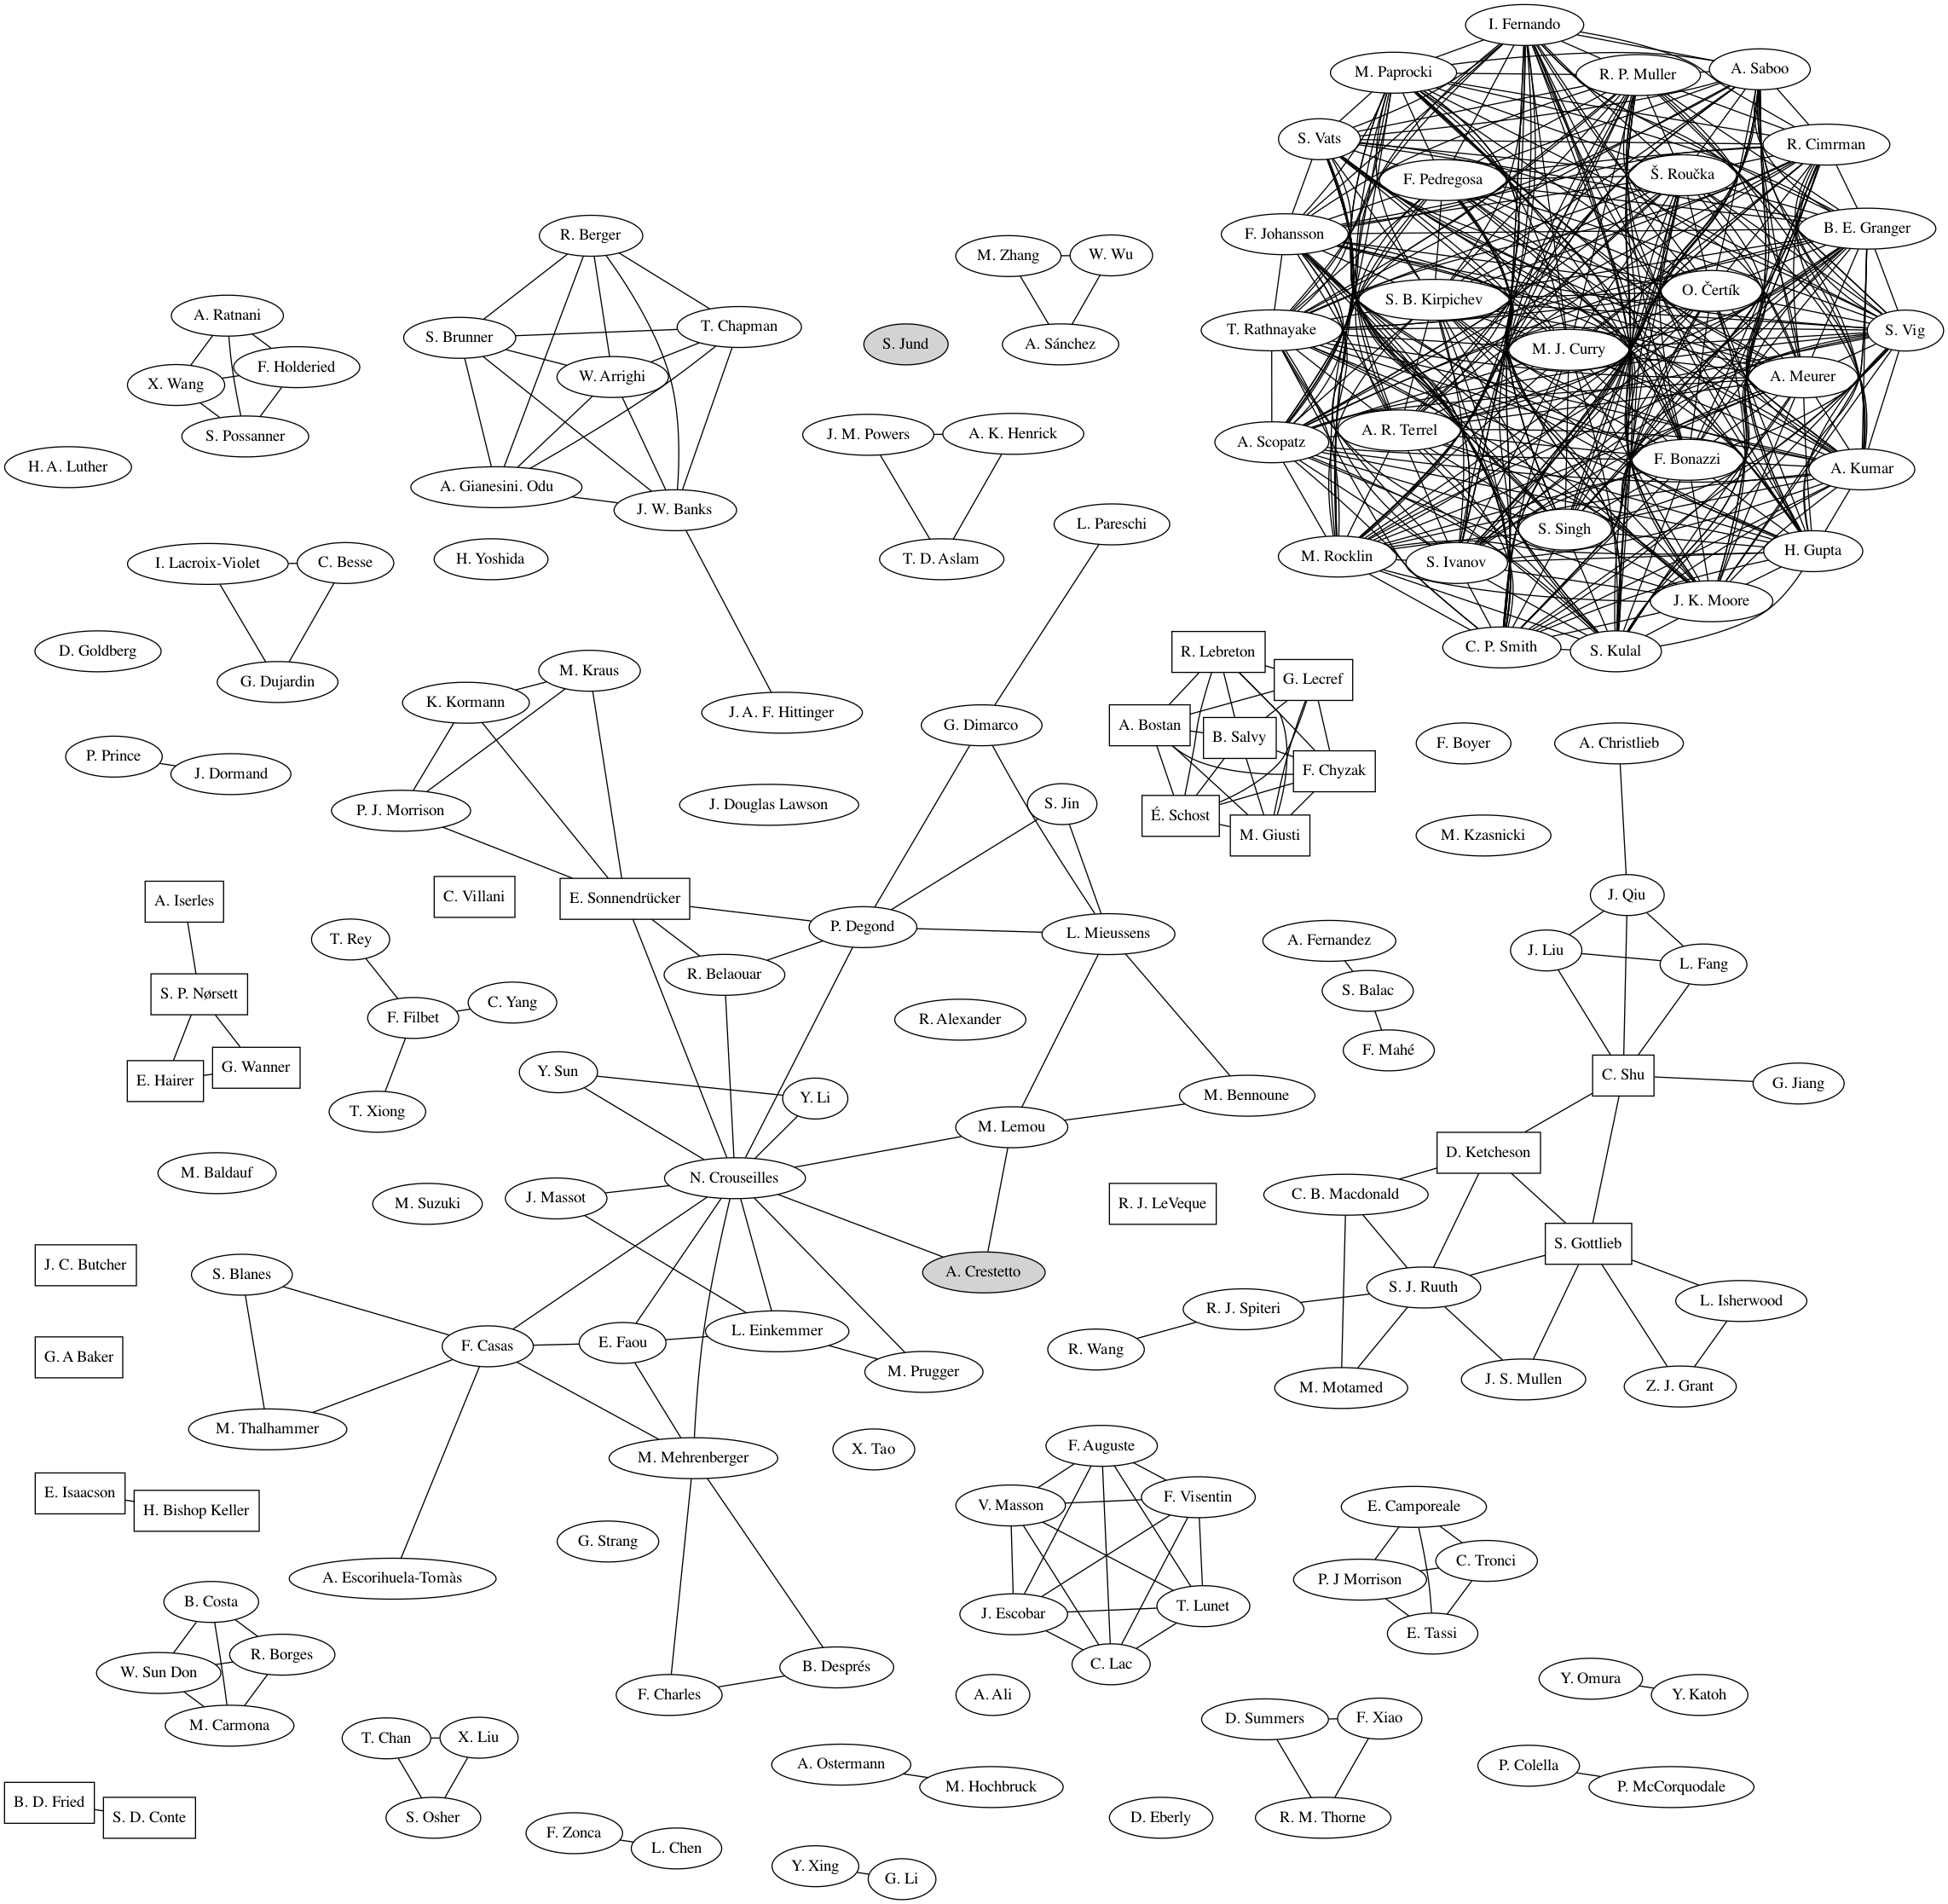 I. Fernando
M. Paprocki
R. P. Muller
A. Saboo
S. Vats
R. Cimrman
F. Pedregosa
Š. Roučka
R. Berger
F. Johansson
B. E. Granger
M. Zhang
W. Wu
A. Ratnani
S. B. Kirpichev
O. Čertík
S. Brunner
T. Chapman
S. Jund
A. Sánchez
T. Rathnayake
S. Vig
M. J. Curry
F. Holderied
X. Wang
W. Arrighi
A. Meurer
S. Possanner
J. M. Powers
A. K. Henrick
A. Scopatz
A. R. Terrel
F. Bonazzi
A. Kumar
H. A. Luther
A. Gianesini. Odu
J. W. Banks
L. Pareschi
S. Singh
I. Lacroix-Violet
C. Besse
H. Yoshida
T. D. Aslam
M. Rocklin
S. Ivanov
H. Gupta
J. K. Moore
D. Goldberg
G. Dujardin
M. Kraus
R. Lebreton
C. P. Smith
S. Kulal
K. Kormann
J. A. F. Hittinger
G. Dimarco
G. Lecref
A. Bostan
B. Salvy
F. Boyer
A. Christlieb
P. Prince
J. Dormand
F. Chyzak
P. J. Morrison
J. Douglas Lawson
S. Jin
É. Schost
M. Giusti
M. Kzasnicki
A. Iserles
C. Villani
E. Sonnendrücker
P. Degond
L. Mieussens
J. Qiu
T. Rey
A. Fernandez
J. Liu
L. Fang
S. P. Nørsett
F. Filbet
C. Yang
R. Belaouar
R. Alexander
S. Balac
F. Mahé
E. Hairer
G. Wanner
T. Xiong
Y. Sun
Y. Li
M. Bennoune
C. Shu
G. Jiang
M. Lemou
M. Baldauf
M. Suzuki
J. Massot
N. Crouseilles
R. J. LeVeque
C. B. Macdonald
D. Ketcheson
J. C. Butcher
S. Blanes
A. Crestetto
S. J. Ruuth
S. Gottlieb
R. J. Spiteri
L. Isherwood
G. A Baker
F. Casas
E. Faou
L. Einkemmer
M. Prugger
R. Wang
M. Motamed
J. S. Mullen
Z. J. Grant
M. Thalhammer
M. Mehrenberger
X. Tao
F. Auguste
E. Isaacson
H. Bishop Keller
V. Masson
F. Visentin
E. Camporeale
G. Strang
A. Escorihuela-Tomàs
P. J Morrison
C. Tronci
B. Costa
J. Escobar
T. Lunet
E. Tassi
W. Sun Don
R. Borges
C. Lac
M. Carmona
F. Charles
B. Després
A. Ali
Y. Omura
Y. Katoh
T. Chan
X. Liu
D. Summers
F. Xiao
A. Ostermann
M. Hochbruck
P. Colella
P. McCorquodale
B. D. Fried
S. D. Conte
S. Osher
D. Eberly
R. M. Thorne
F. Zonca
L. Chen
Y. Xing
G. Li